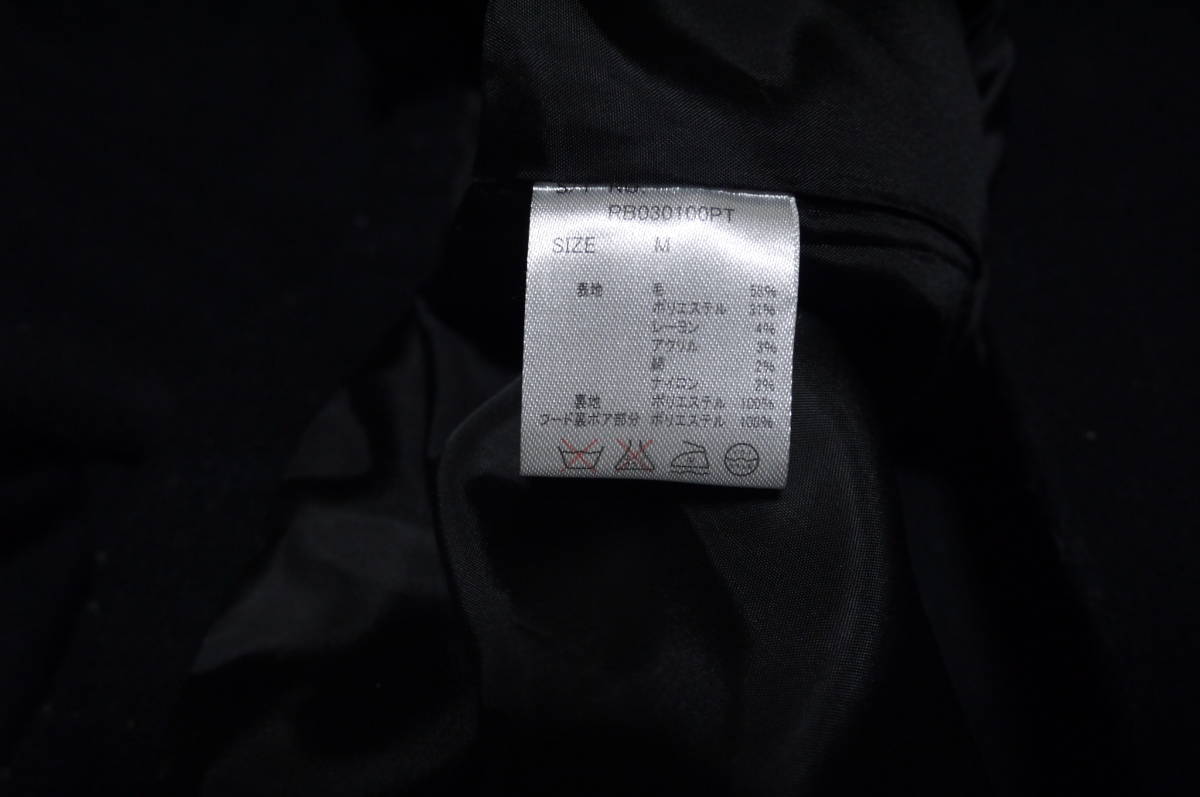 RB030100PT
SIZE M
表地 毛 58%
ポリエステル 31%
レーヨン 4%
アクリル 3%
綿 2%
ナイロン 2%
裏地 ポリエステル 100%
フード裏ボア部分 ポリエステル 100%